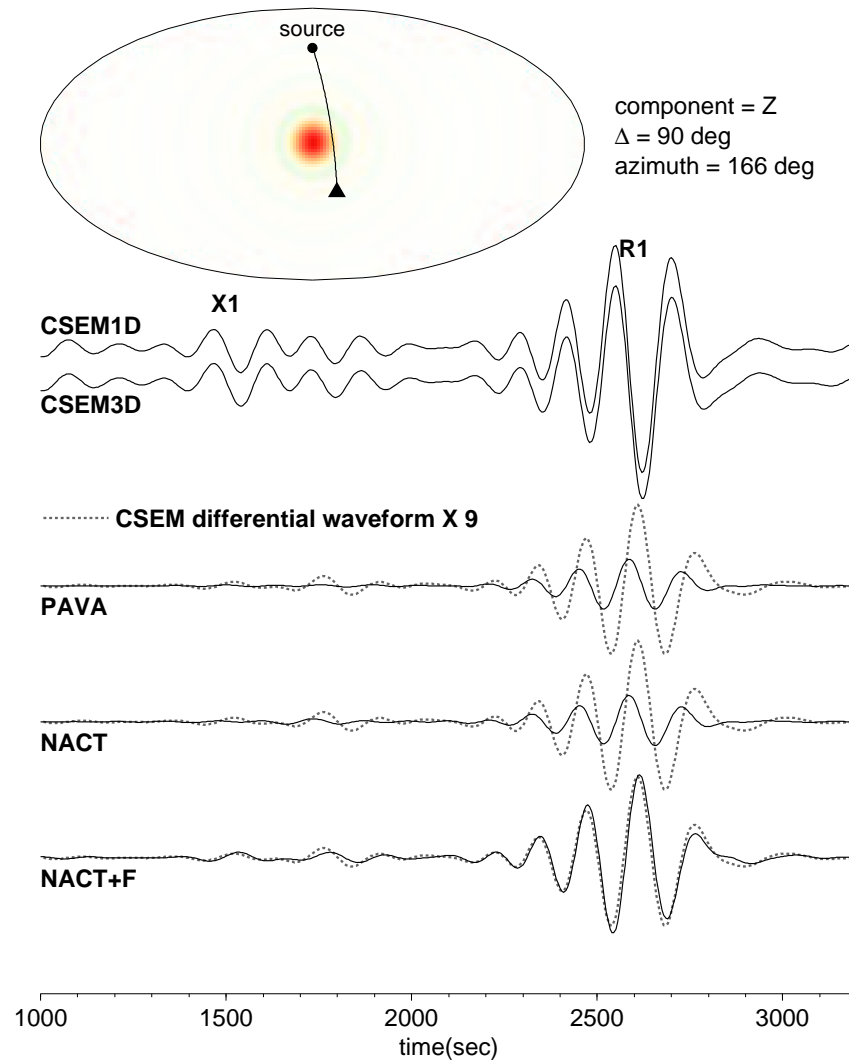 source
component = Z
Δ = 90 deg
azimuth = 166 deg
R1
X1
CSEM1D
CSEM3D
CSEM differential waveform X 9
PAVA
NACT
NACT+F
1000 1500 2000 2500 3000
time(sec)